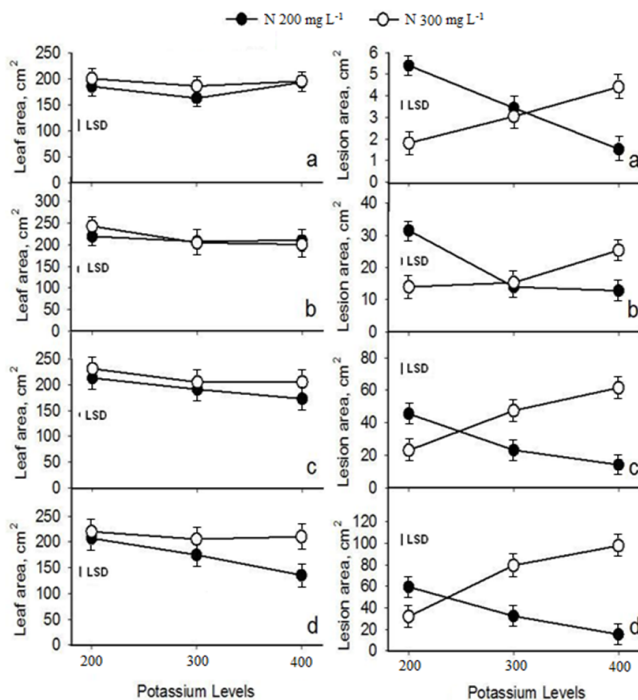 N 200 mg L-1 N 300 mg L-1
Leaf area, cm2
250
200
150
100
50
0
LSD
a
Lesion area, cm2
6
5
4
3
2
1
0
LSD
a
Leaf area, cm2
300
250
200
150
100
50
0
LSD
b
Lesion area, cm2
40
30
20
10
0
LSD
b
Leaf area, cm2
250
200
150
100
50
0
LSD
c
Lesion area, cm2
80
60
40
20
0
LSD
c
Leaf area, cm2
250
200
150
100
50
0
LSD
d
200 300 400
Potassium Levels
Lesion area, cm2
120
100
80
60
40
20
0
LSD
d
200 300 400
Potassium Levels